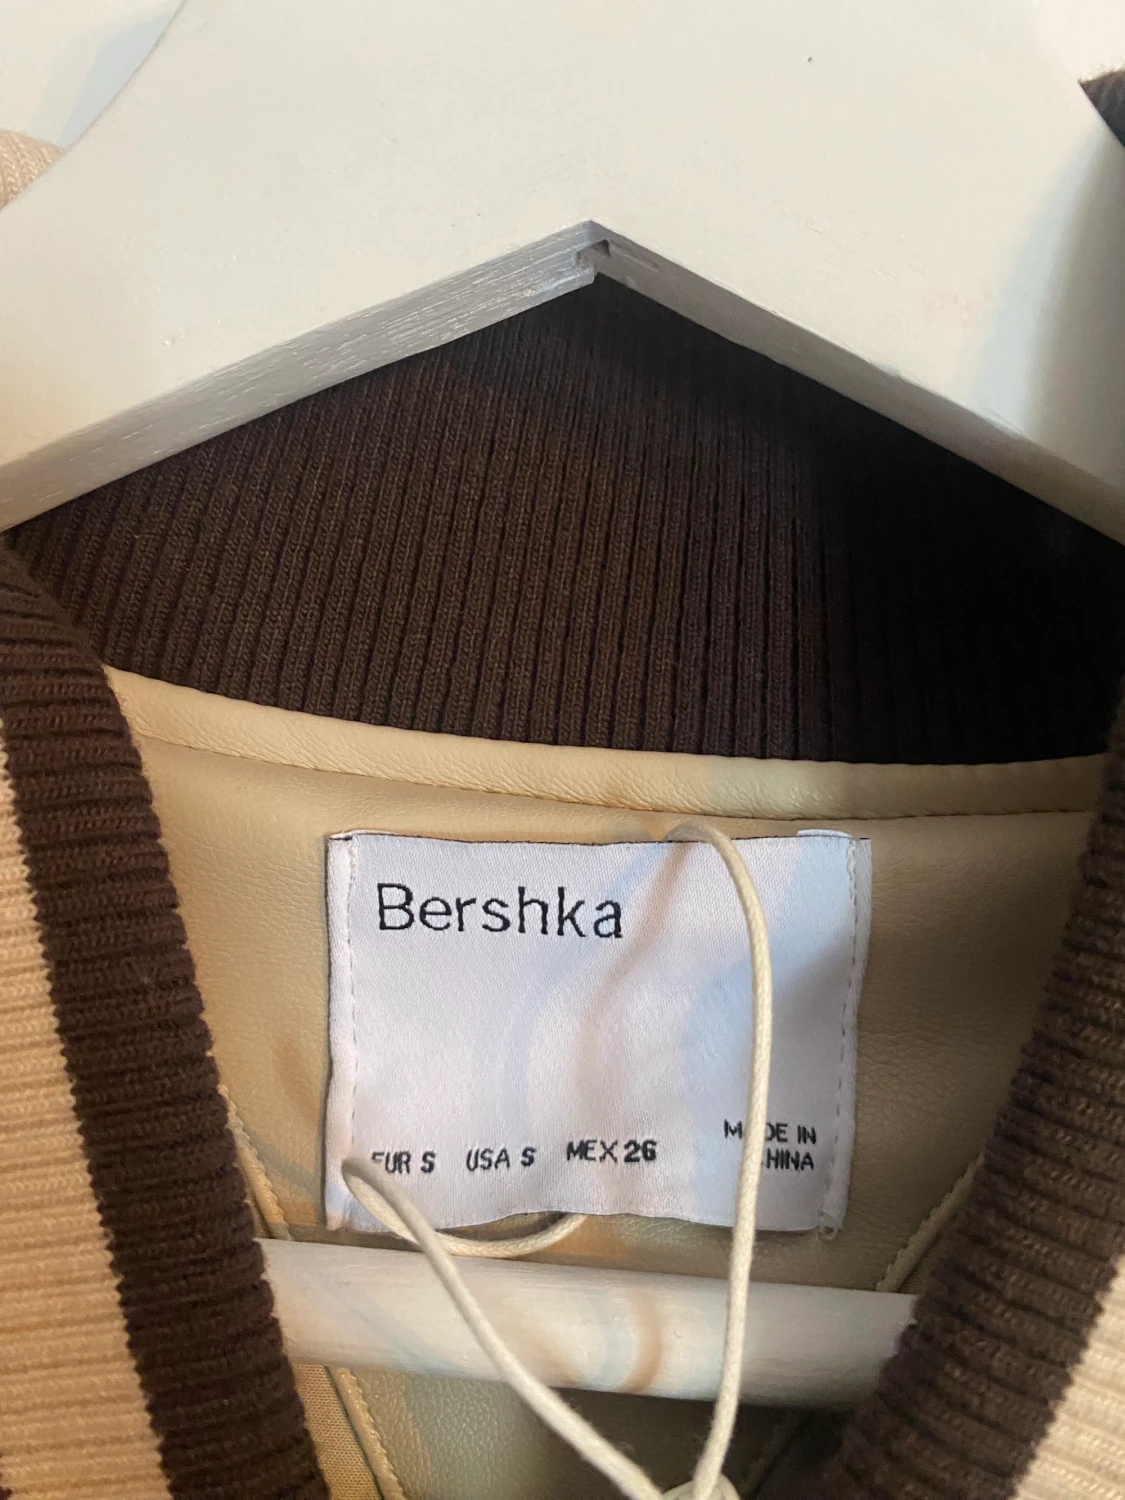 Bershka
EUR S USA S MEX 26
MADE IN
CHINA